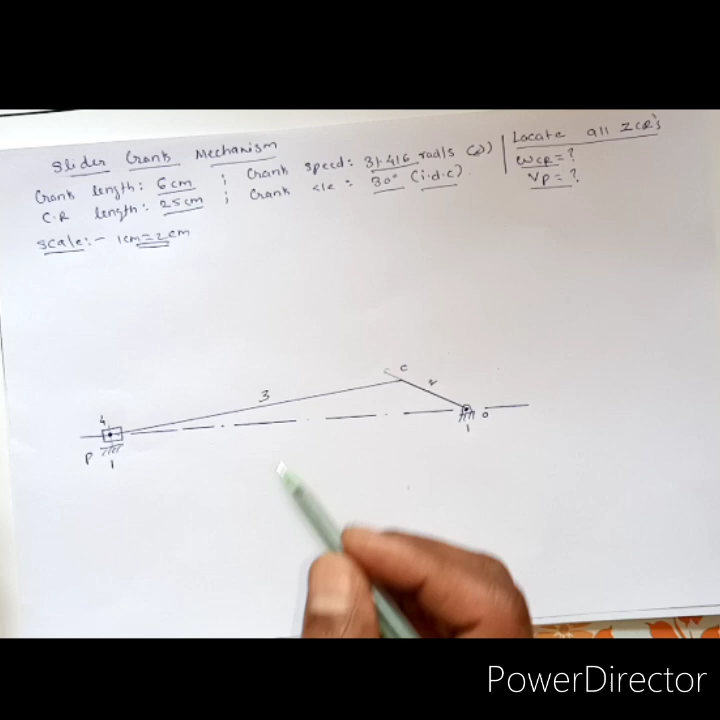 Slider Crank Mechanism
Crank length: 6cm ; Crank speed: 31.416 rad/s (ω)
C.R length: 25cm ; Crank <le : 30° (i.d.c).
Scale:- 1cm=2cm
Locate all ICR's
ωCR=?
VP=?
C
2
3
4
P
1
O
1
PowerDirector